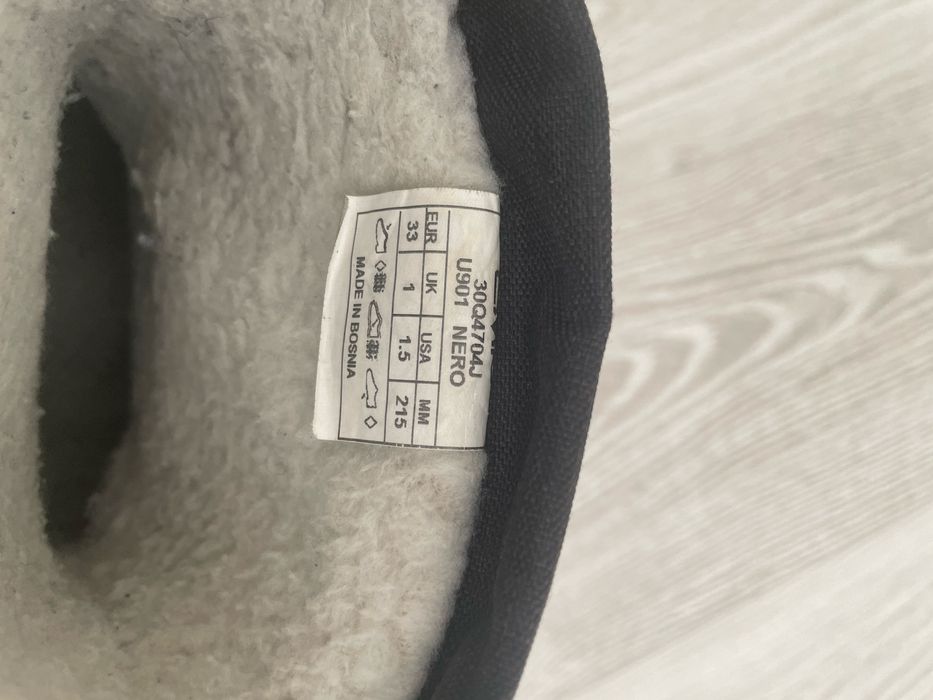 30Q4704J
U901 NERO
EUR UK USA MM
33 1 1.5 215
MADE IN BOSNIA